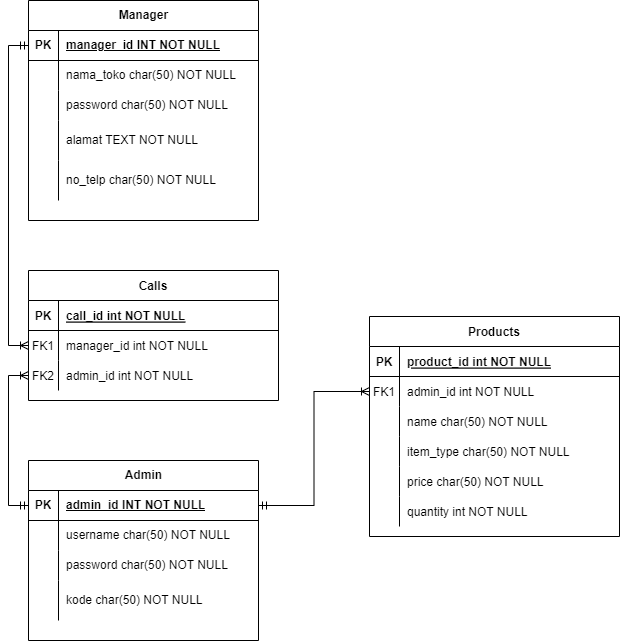 Manager
PK manager_id INT NOT NULL
nama_toko char(50) NOT NULL
password char(50) NOT NULL
alamat TEXT NOT NULL
no_telp char(50) NOT NULL
Calls
PK call_id int NOT NULL
FK1 manager_id int NOT NULL
FK2 admin_id int NOT NULL
Products
PK product_id int NOT NULL
FK1 admin_id int NOT NULL
name char(50) NOT NULL
item_type char(50) NOT NULL
price char(50) NOT NULL
quantity int NOT NULL
Admin
PK admin_id INT NOT NULL
username char(50) NOT NULL
password char(50) NOT NULL
kode char(50) NOT NULL